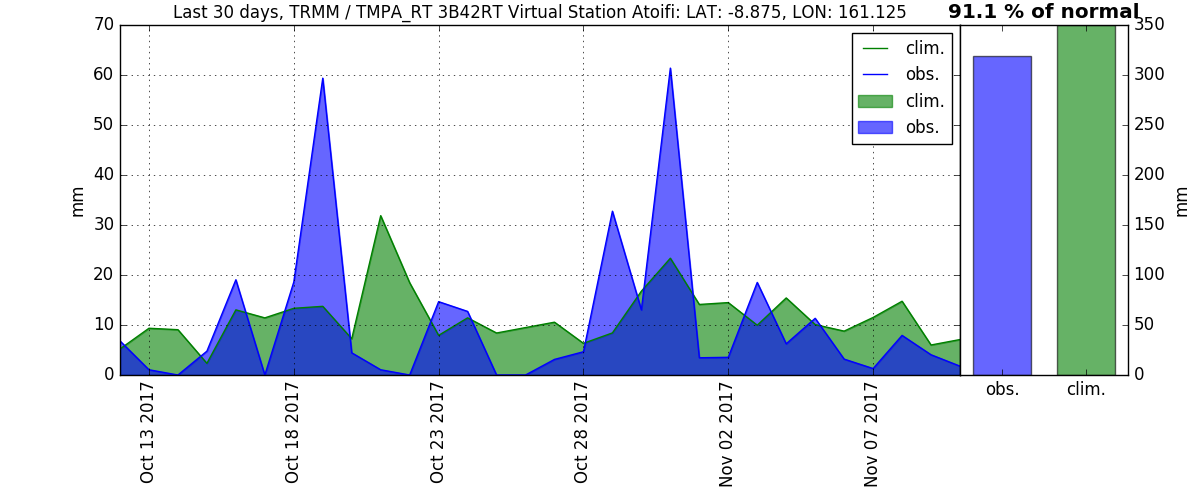 Last 30 days, TRMM / TMPA_RT 3B42RT Virtual Station Atoifi: LAT: -8.875, LON: 161.125
91.1 % of normal
70
60
50
40
30
20
10
0
mm
clim.
obs.
clim.
obs.
350
300
250
200
150
100
50
0
mm
obs.
clim.
Oct 13 2017
Oct 18 2017
Oct 23 2017
Oct 28 2017
Nov 02 2017
Nov 07 2017